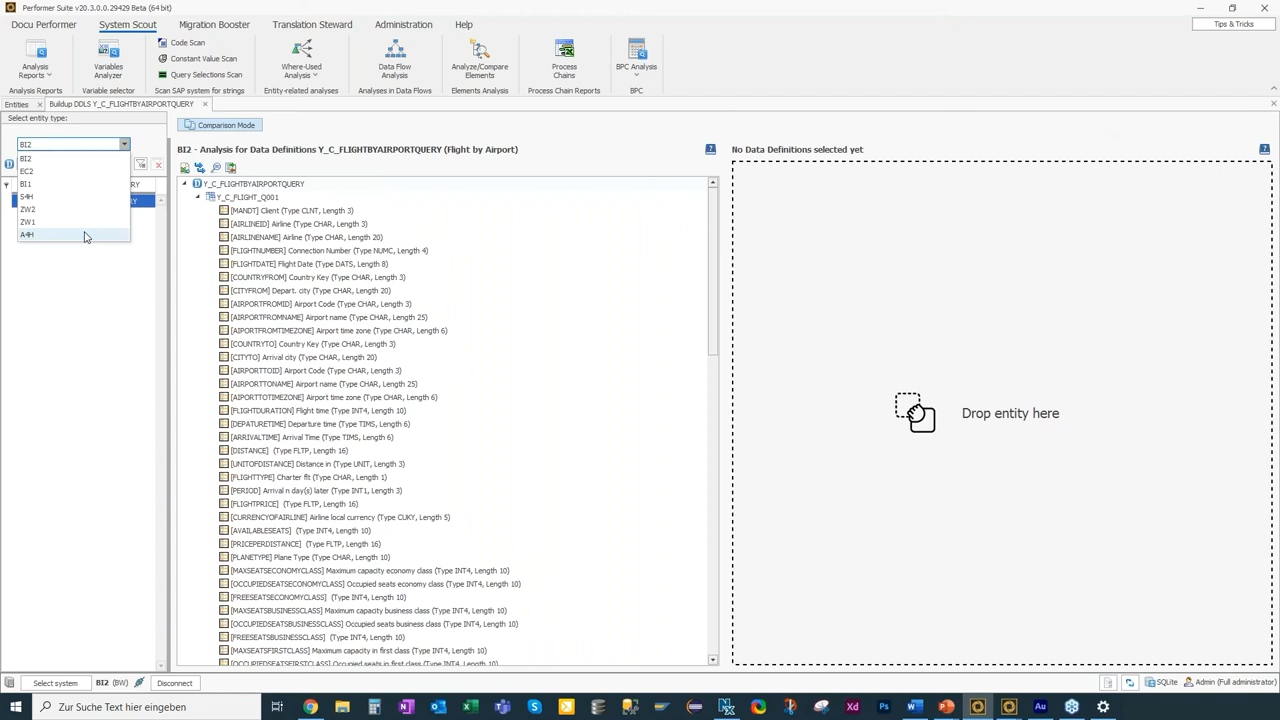 Performer Suite v20.3.0.0.29429 Beta (64 bit)
Docu Performer System Scout Migration Booster Translation Steward Administration Help Tips & Tricks
Analysis Reports
Variables Analyzer
Code Scan
Constant Value Scan
Query Selections Scan
Where-Used Analysis
Data Flow Analysis
Analyze/Compare Elements
Process Chains
BPC Analysis
Analysis Reports Variable selector Scan SAP system for strings Entity-related analyses Analyses in Data Flows Elements Analysis Process Chain Reports BPC
Entities Buildup DDLS Y_C_FLIGHTBYAIRPORTQUERY
Select entity type:
BI2
BI2
EC2
BI1
S4H
ZW2
ZW1
A4H
RY
RY
Comparison Mode
BI2 - Analysis for Data Definitions Y_C_FLIGHTBYAIRPORTQUERY (Flight by Airport)
Y_C_FLIGHTBYAIRPORTQUERY
Y_C_FLIGHT_Q001
[MANDT] Client (Type CLNT, Length 3)
[AIRLINEID] Airline (Type CHAR, Length 3)
[AIRLINENAME] Airline (Type CHAR, Length 20)
[FLIGHTNUMBER] Connection Number (Type NUMC, Length 4)
[FLIGHTDATE] Flight Date (Type DATS, Length 8)
[COUNTRYFROM] Country Key (Type CHAR, Length 3)
[CITYFROM] Depart. city (Type CHAR, Length 20)
[AIRPORTFROMID] Airport Code (Type CHAR, Length 3)
[AIRPORTFROMNAME] Airport name (Type CHAR, Length 25)
[AIPORTFROMTIMEZONE] Airport time zone (Type CHAR, Length 6)
[COUNTRYTO] Country Key (Type CHAR, Length 3)
[CITYTO] Arrival city (Type CHAR, Length 20)
[AIRPORTTOID] Airport Code (Type CHAR, Length 3)
[AIRPORTTONAME] Airport name (Type CHAR, Length 25)
[AIPORTTOTIMEZONE] Airport time zone (Type CHAR, Length 6)
[FLIGHTDURATION] Flight time (Type INT4, Length 10)
[DEPATURETIME] Departure time (Type TIMS, Length 6)
[ARRIVALTIME] Arrival Time (Type TIMS, Length 6)
[DISTANCE] (Type FLTP, Length 16)
[UNITOFDISTANCE] Distance in (Type UNIT, Length 3)
[FLIGHTTYPE] Charter flt (Type CHAR, Length 1)
[PERIOD] Arrival n day(s) later (Type INT1, Length 3)
[FLIGHTPRICE] (Type FLTP, Length 16)
[CURRENCYOFAIRLINE] Airline local currency (Type CUKY, Length 5)
[AVAILABLESEATS] (Type INT4, Length 10)
[PRICEPERDISTANCE] (Type FLTP, Length 16)
[PLANETYPE] Plane Type (Type CHAR, Length 10)
[MAXSEATSECONOMYCLASS] Maximum capacity economy class (Type INT4, Length 10)
[OCCUPIEDSEATSECONOMYCLASS] Occupied seats economy class (Type INT4, Length 10)
[FREESEATSECONOMYCLASS] (Type INT4, Length 10)
[MAXSEATSBUSINESSCLASS] Maximum capacity business class (Type INT4, Length 10)
[OCCUPIEDSEATSBUSINESSCLASS] Occupied seats business class (Type INT4, Length 10)
[FREESEATSBUSINESSCLASS] (Type INT4, Length 10)
[MAXSEATSFIRSTCLASS] Maximum capacity in first class (Type INT4, Length 10)
[OCCUPIEDSEATSFIRSTCLASS] Occupied seats in first class (Type INT4, Length 10)
No Data Definitions selected yet
Drop entity here
Select system BI2 (BW) Disconnect SQLite Admin (Full administrator)
Zur Suche Text hier eingeben